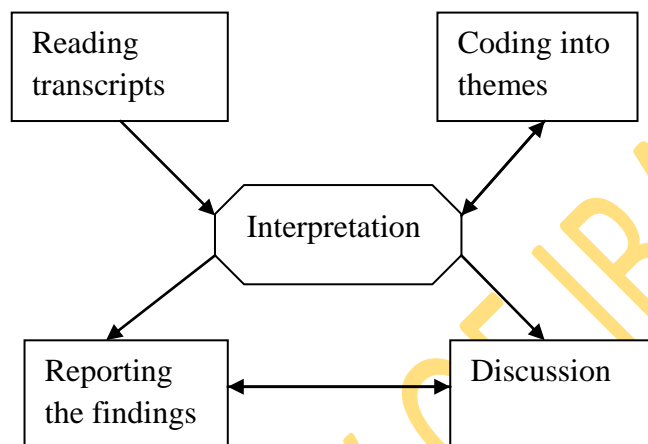 Reading
transcripts
Coding into
themes
Interpretation
Reporting
the findings
Discussion